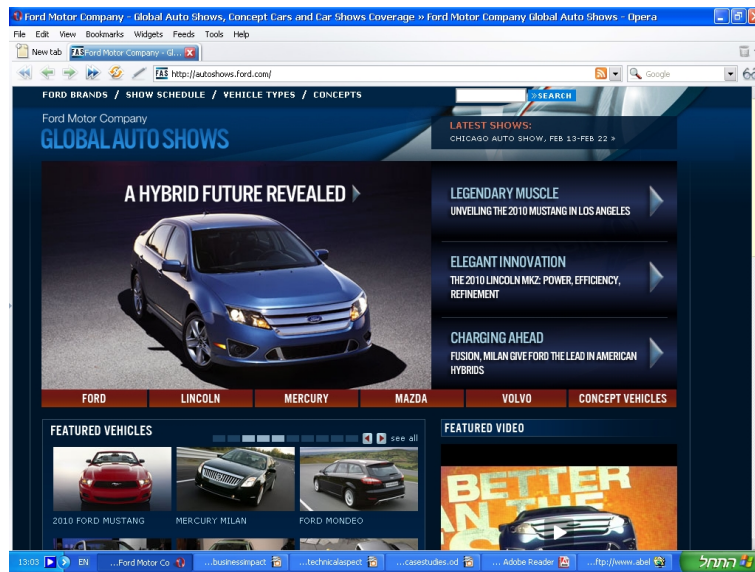 Ford Motor Company - Global Auto Shows, Concept Cars and Car Shows Coverage » Ford Motor Company Global Auto Shows - Opera
File Edit View Bookmarks Widgets Feeds Tools Help
New tab FAS Ford Motor Company - Gl...
FAS http://autoshows.ford.com/ Google
FORD BRANDS / SHOW SCHEDULE / VEHICLE TYPES / CONCEPTS »SEARCH
Ford Motor Company
GLOBAL AUTO SHOWS
LATEST SHOWS:
CHICAGO AUTO SHOW, FEB 13-FEB 22 »
A HYBRID FUTURE REVEALED
LEGENDARY MUSCLE
UNVEILING THE 2010 MUSTANG IN LOS ANGELES
ELEGANT INNOVATION
THE 2010 LINCOLN MKZ: POWER, EFFICIENCY,
REFINEMENT
CHARGING AHEAD
FUSION, MILAN GIVE FORD THE LEAD IN AMERICAN
HYBRIDS
FORD LINCOLN MERCURY MAZDA VOLVO CONCEPT VEHICLES
FEATURED VEHICLES see all
2010 FORD MUSTANG MERCURY MILAN FORD MONDEO
FEATURED VIDEO
BETTER
13:03 EN ...Ford Motor Co ...businessimpact ...technicalaspect ...casestudies.od ... Adobe Reader ...ftp://www.abel התחל